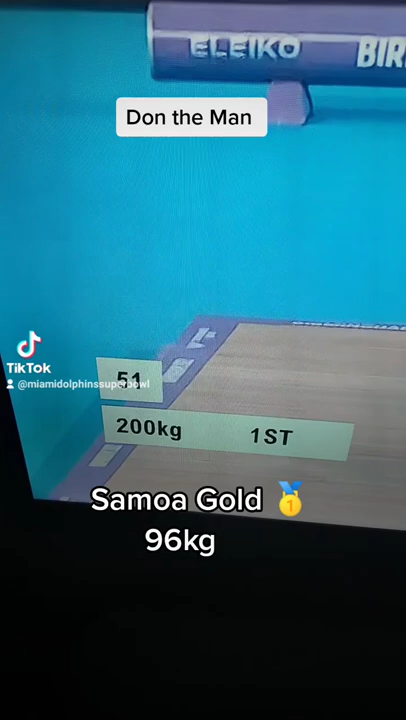 ELEIKO BIR
Don the Man
TikTok
@miamidolphinssuperbowl
51
200kg 1ST
Samoa Gold 🥇
96kg